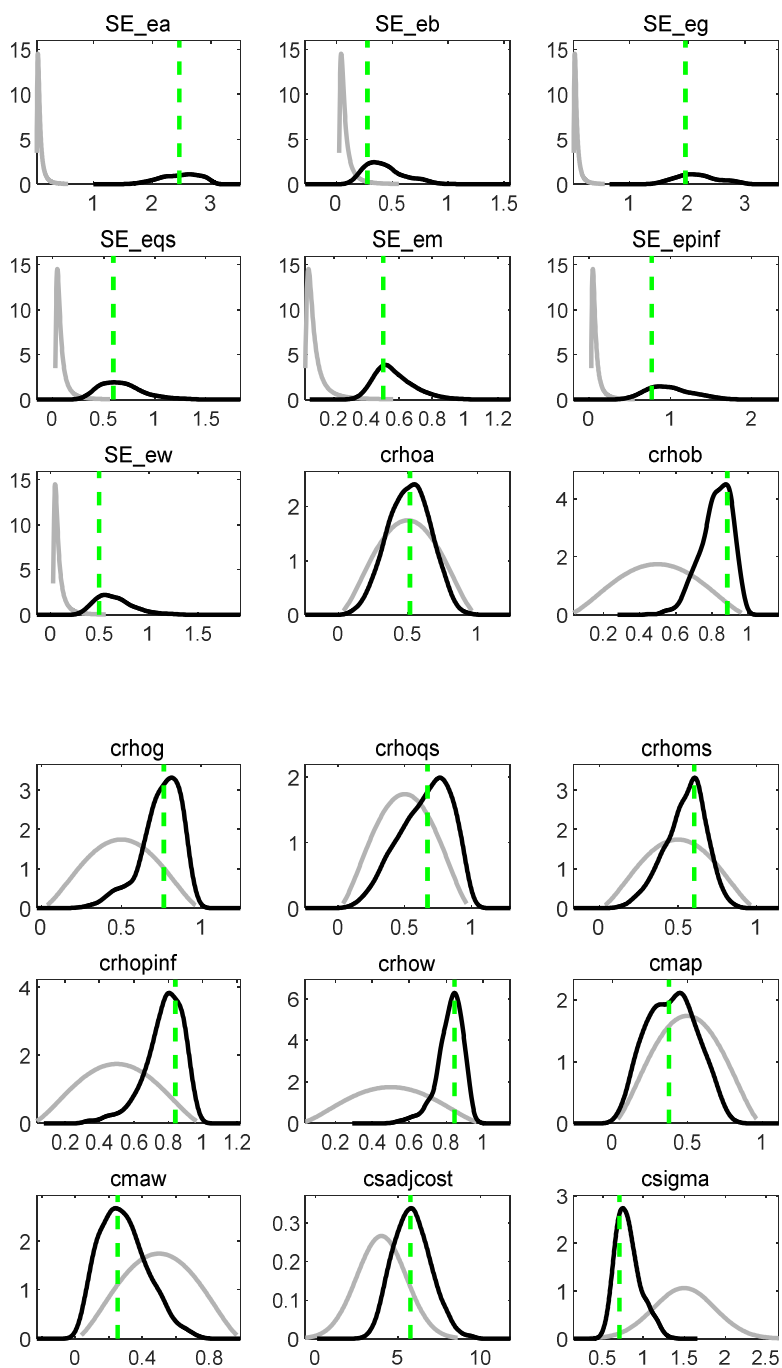 SE_ea SE_eb SE_eg
15 15 15
10 10 10
5 5 5
0 0 0
1 2 3 0 0.5 1 1.5 1 2 3
SE_eqs SE_em SE_epinf
15 15 15
10 10 10
5 5 5
0 0 0
0 0.5 1 1.5 0.2 0.4 0.6 0.8 1 1.2 0 1 2
SE_ew crhoa crhob
15
10 2 4
5 1 2
0 0 0
0 0.5 1 1.5 0 0.5 1 0.2 0.4 0.6 0.8 1
crhog crhoqs crhoms
3 2 3
2 1 2
1 1
0 0 0
0 0.5 1 0 0.5 1 0 0.5 1
crhopinf crhow cmap
4 6 2
2 4 1
2
0 0 0
0.2 0.4 0.6 0.8 1 1.2 0.2 0.4 0.6 0.8 1 0 0.5 1
cmaw csadjcost csigma
2 0.3 3
0.2 2
1 0.1 1
0 0 0
0 0.4 0.8 0 5 10 0.5 1 1.5 2 2.5